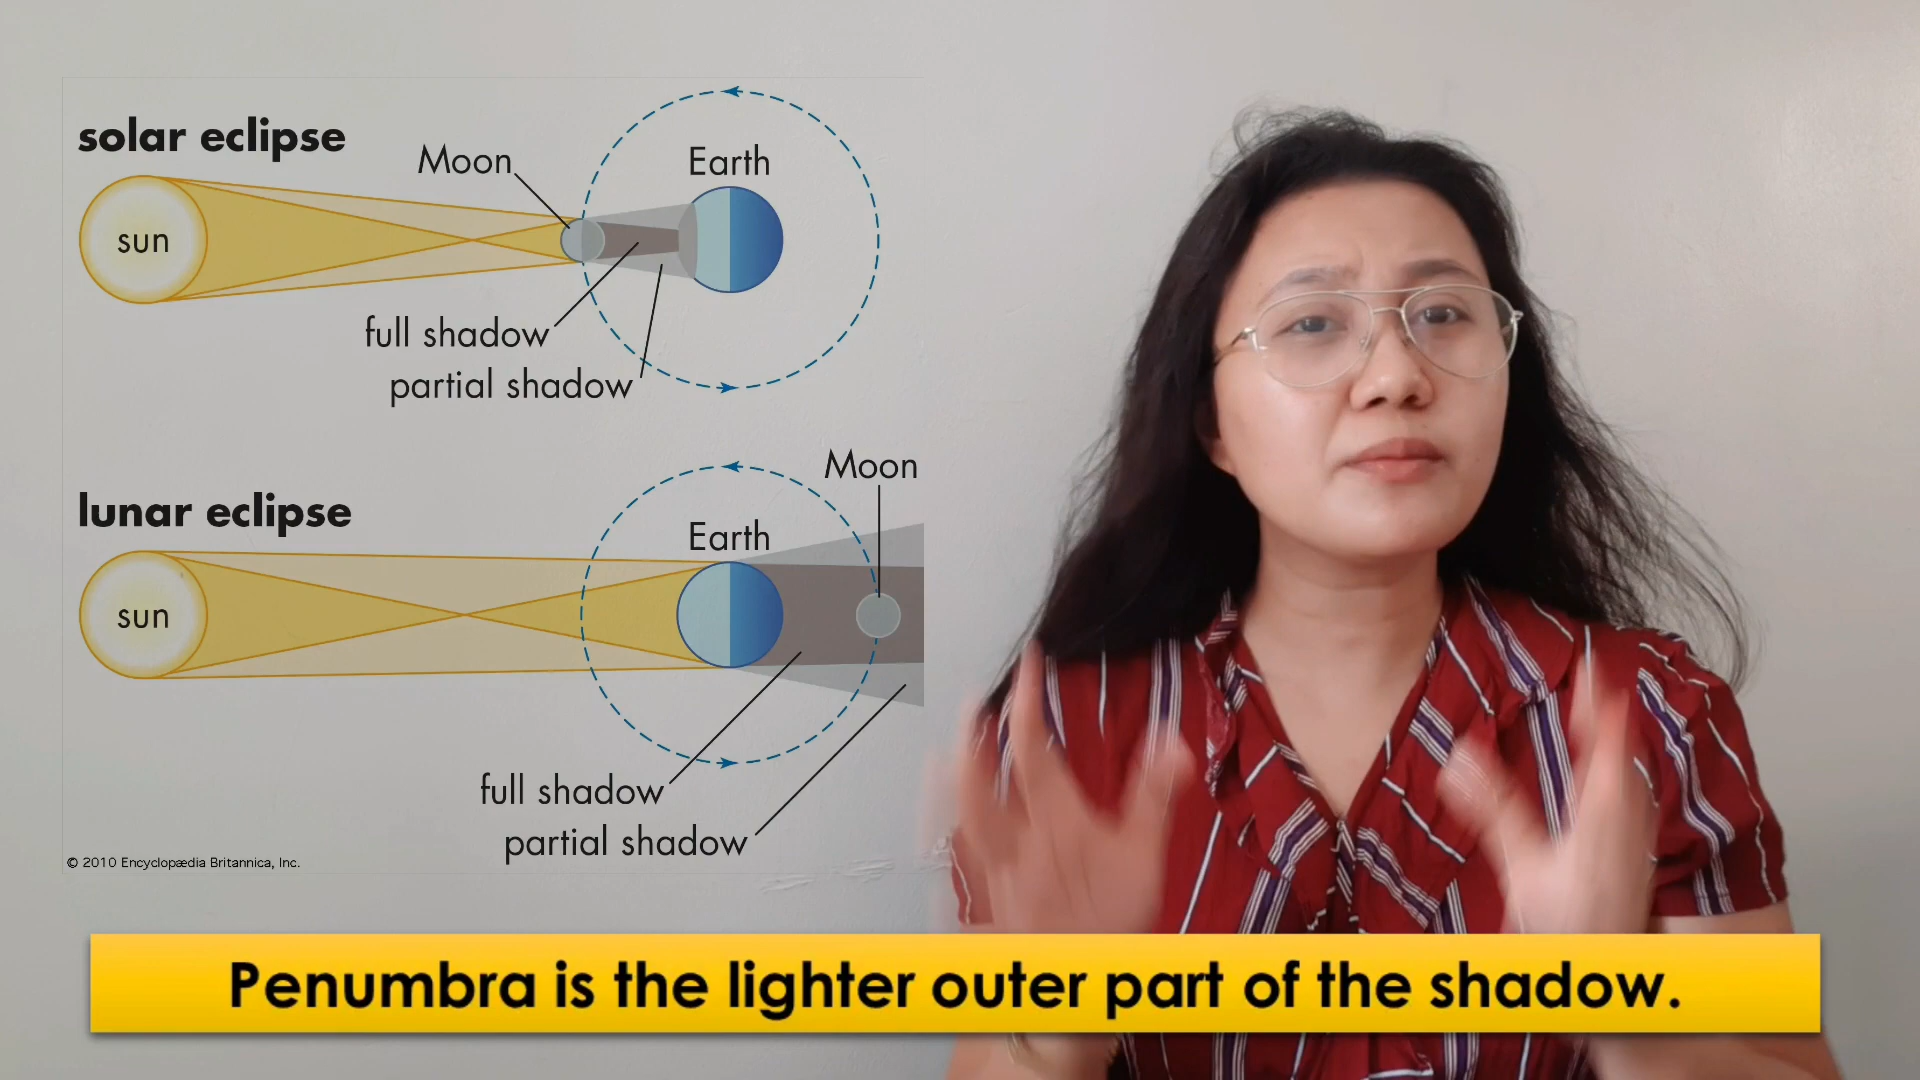 solar eclipse
Moon
Earth
sun
full shadow
partial shadow
Moon
lunar eclipse
Earth
sun
full shadow
partial shadow
© 2010 Encyclopædia Britannica, Inc.
Penumbra is the lighter outer part of the shadow.